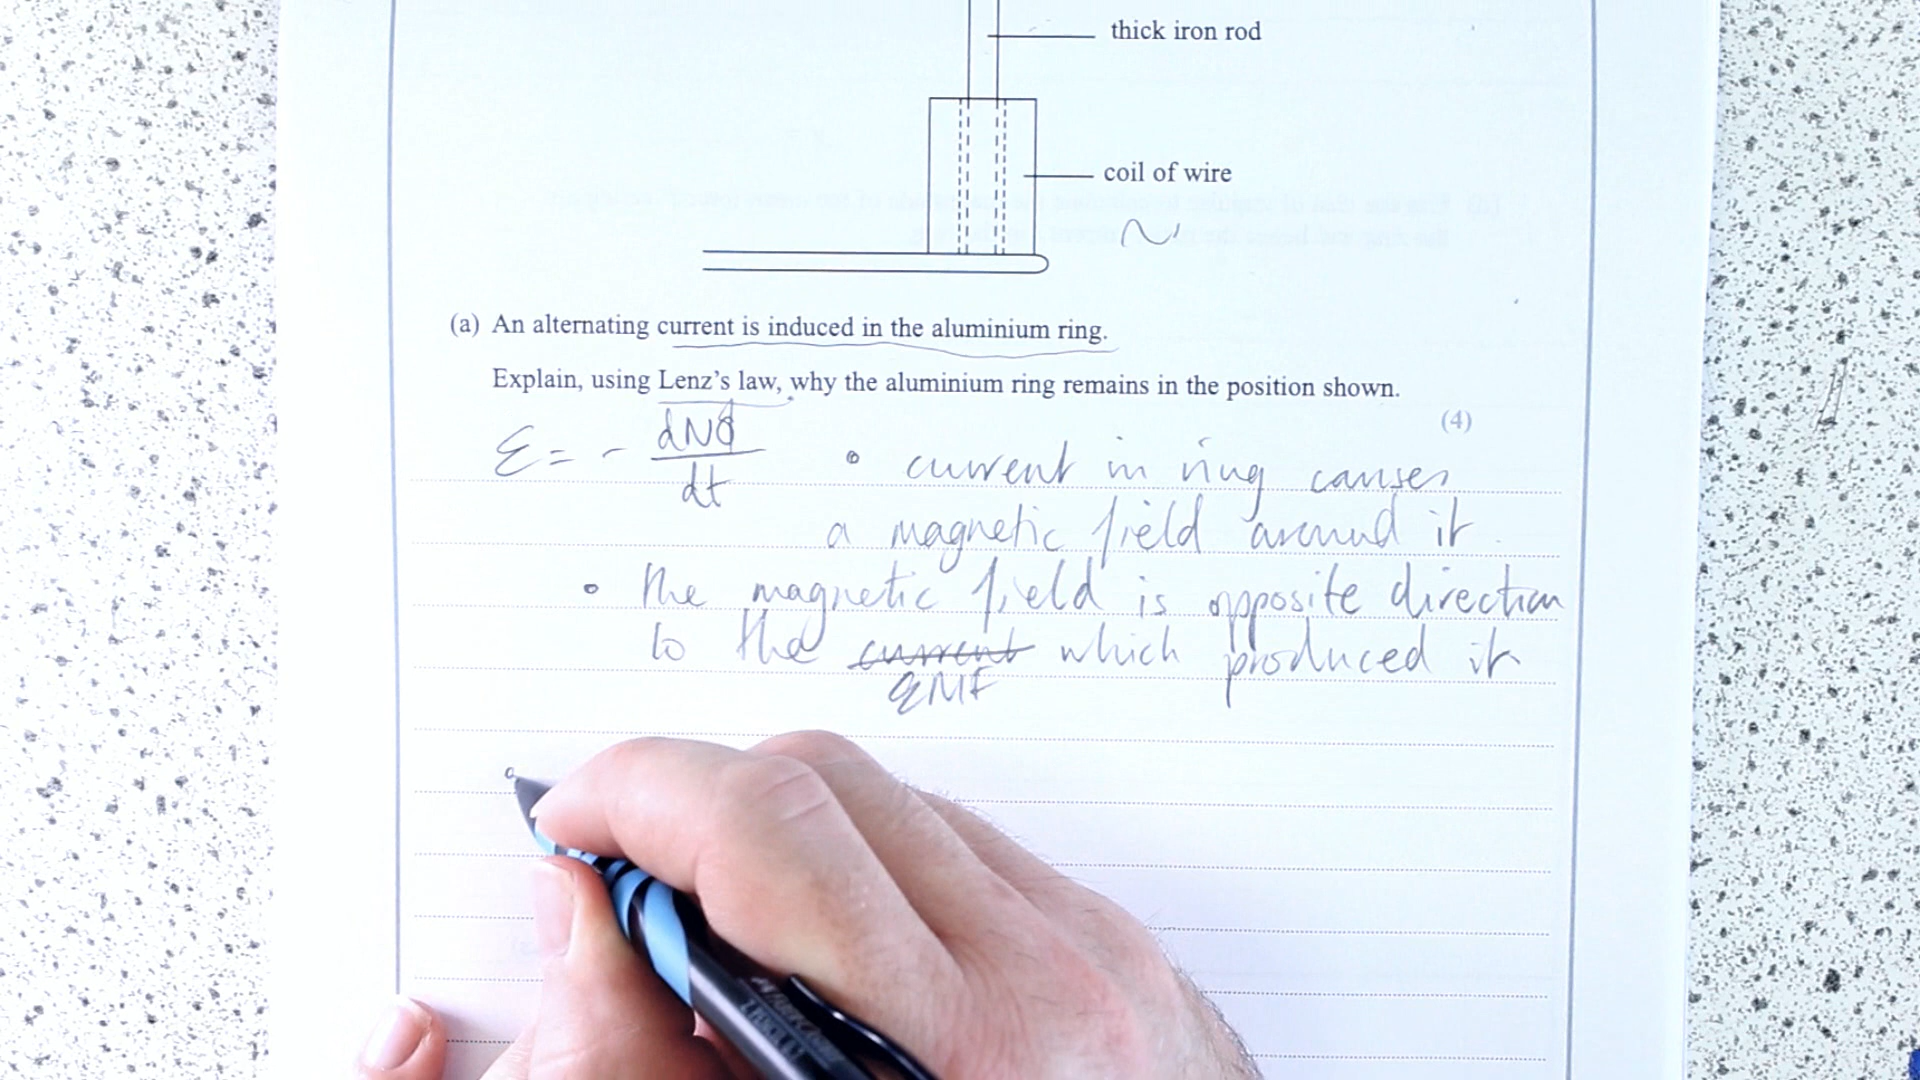 thick iron rod
coil of wire
(a) An alternating current is induced in the aluminium ring.
Explain, using Lenz's law, why the aluminium ring remains in the position shown.
(4)
ℰ = - dNϕ/dt
• current in ring causes
a magnetic field around it.
• the magnetic field is opposite direction
to the current which produced it
EMF